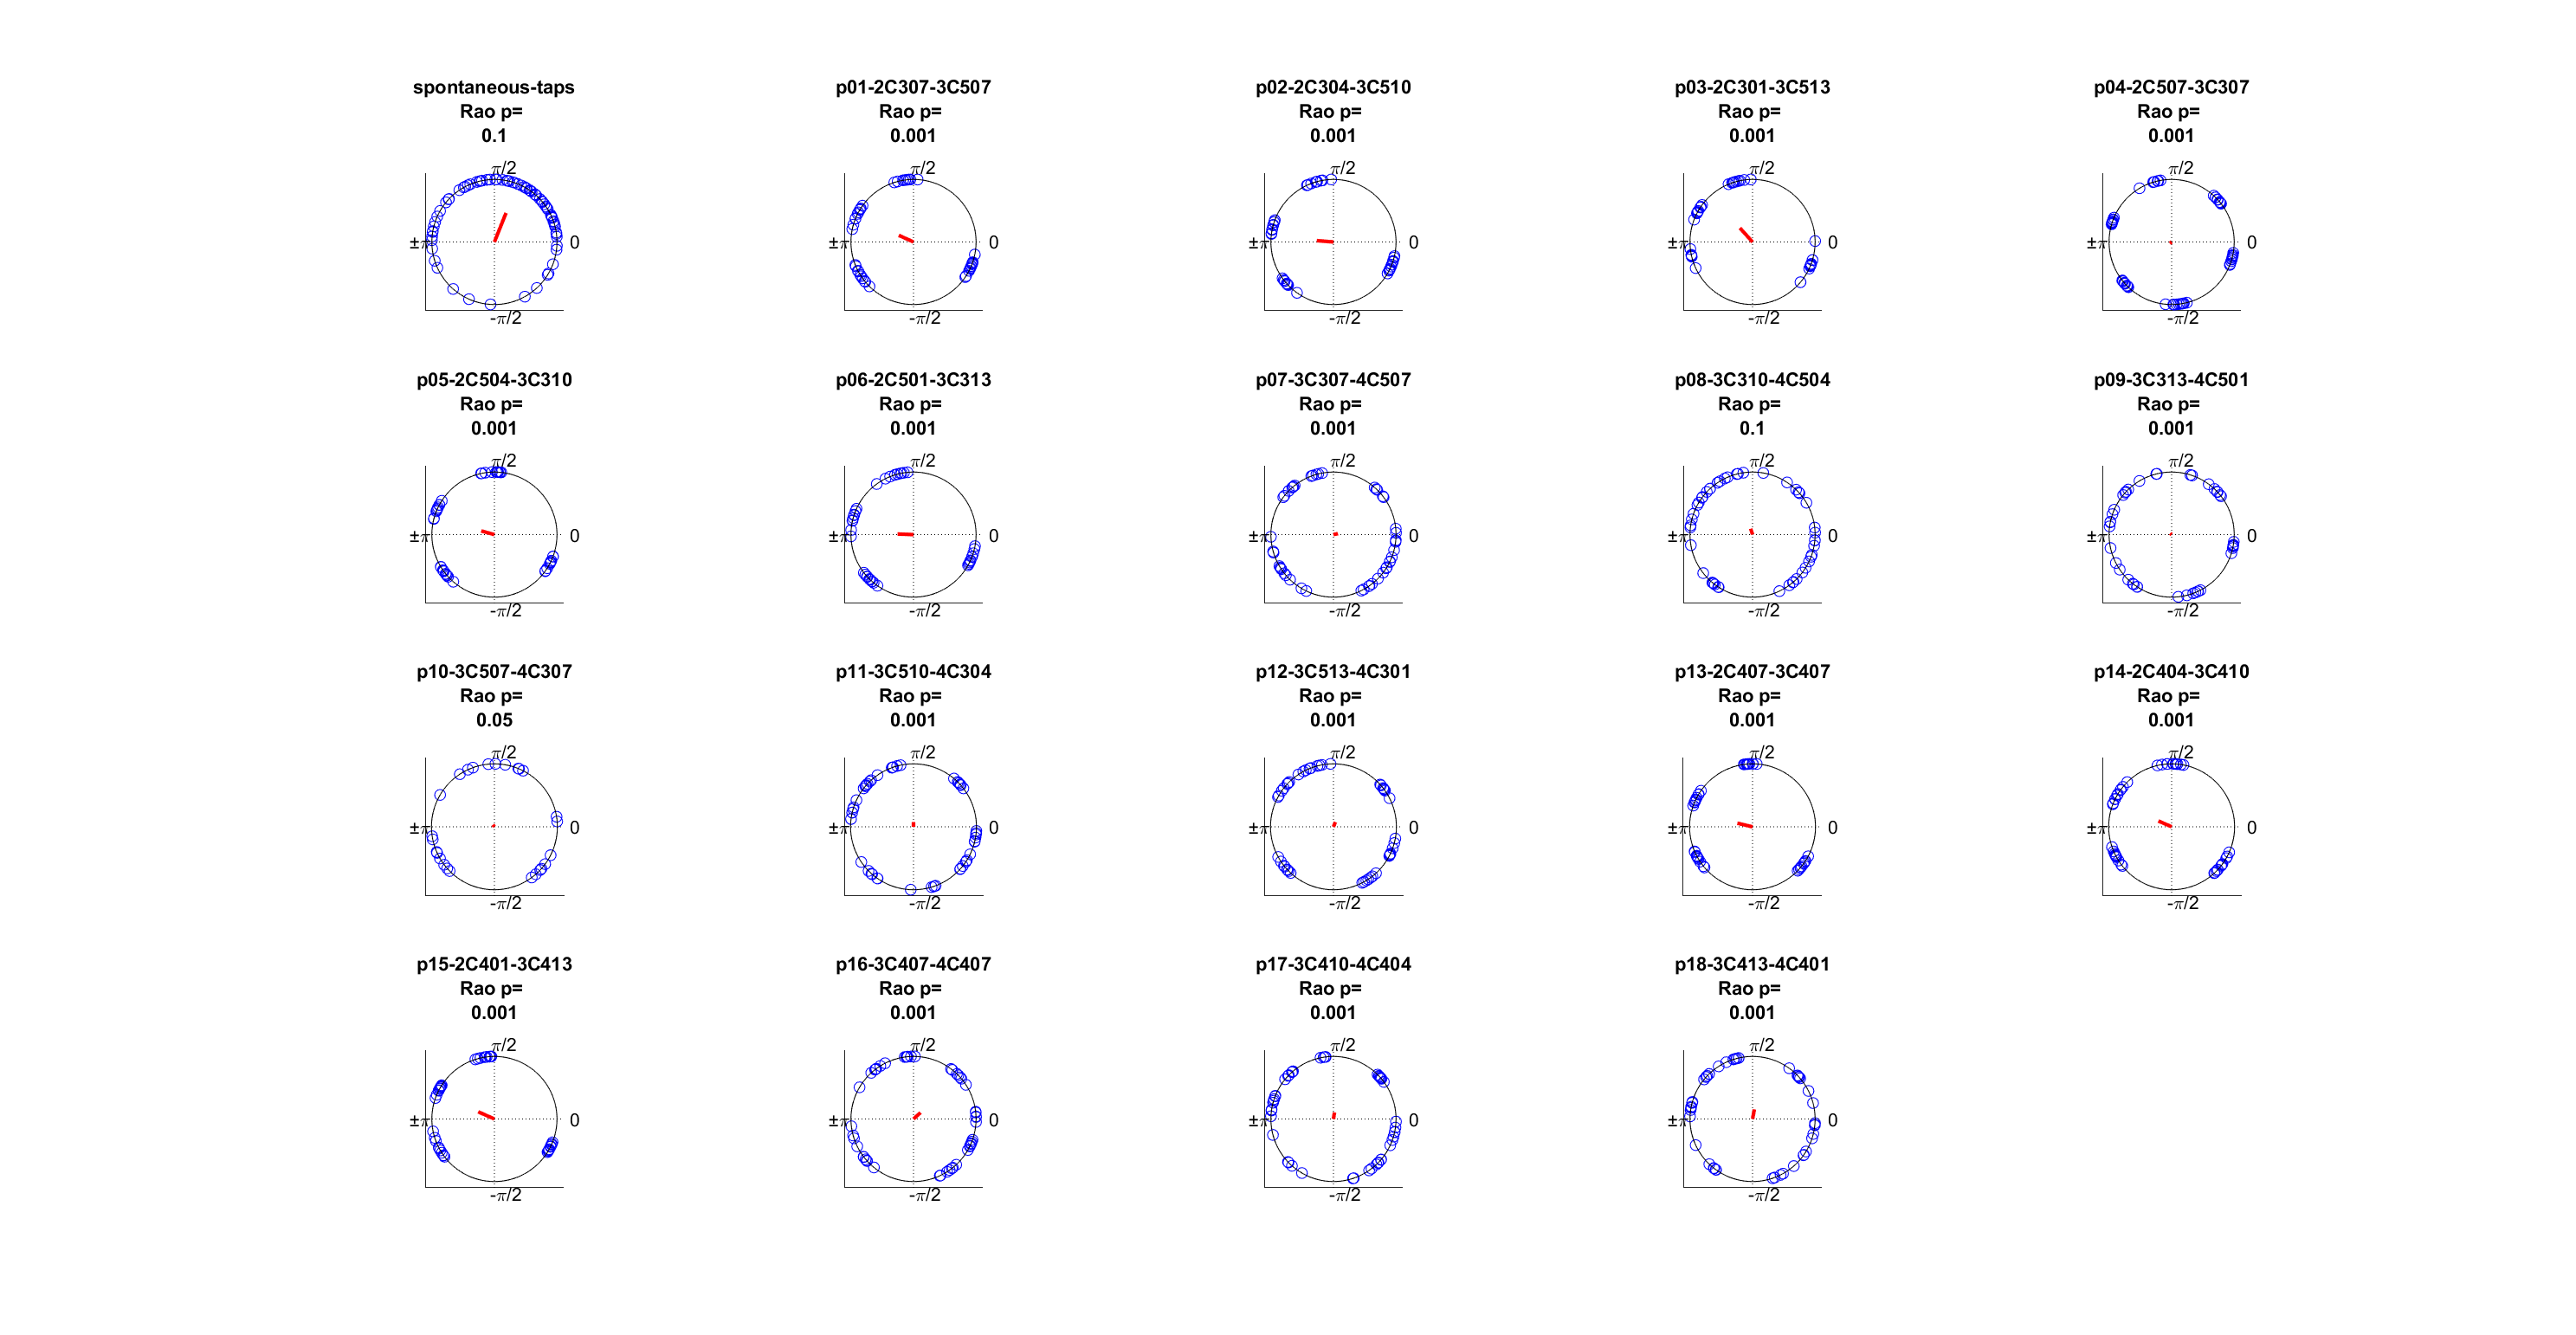 spontaneous-taps
Rao p=
0.1
π/2
±π
0
-π/2
p01-2C307-3C507
Rao p=
0.001
π/2
±π
0
-π/2
p02-2C304-3C510
Rao p=
0.001
π/2
±π
0
-π/2
p03-2C301-3C513
Rao p=
0.001
π/2
±π
0
-π/2
p04-2C507-3C307
Rao p=
0.001
π/2
±π
0
-π/2
p05-2C504-3C310
Rao p=
0.001
π/2
±π
0
-π/2
p06-2C501-3C313
Rao p=
0.001
π/2
±π
0
-π/2
p07-3C307-4C507
Rao p=
0.001
π/2
±π
0
-π/2
p08-3C310-4C504
Rao p=
0.1
π/2
±π
0
-π/2
p09-3C313-4C501
Rao p=
0.001
π/2
±π
0
-π/2
p10-3C507-4C307
Rao p=
0.05
π/2
±π
0
-π/2
p11-3C510-4C304
Rao p=
0.001
π/2
±π
0
-π/2
p12-3C513-4C301
Rao p=
0.001
π/2
±π
0
-π/2
p13-2C407-3C407
Rao p=
0.001
π/2
±π
0
-π/2
p14-2C404-3C410
Rao p=
0.001
π/2
±π
0
-π/2
p15-2C401-3C413
Rao p=
0.001
π/2
±π
0
-π/2
p16-3C407-4C407
Rao p=
0.001
π/2
±π
0
-π/2
p17-3C410-4C404
Rao p=
0.001
π/2
±π
0
-π/2
p18-3C413-4C401
Rao p=
0.001
π/2
±π
0
-π/2